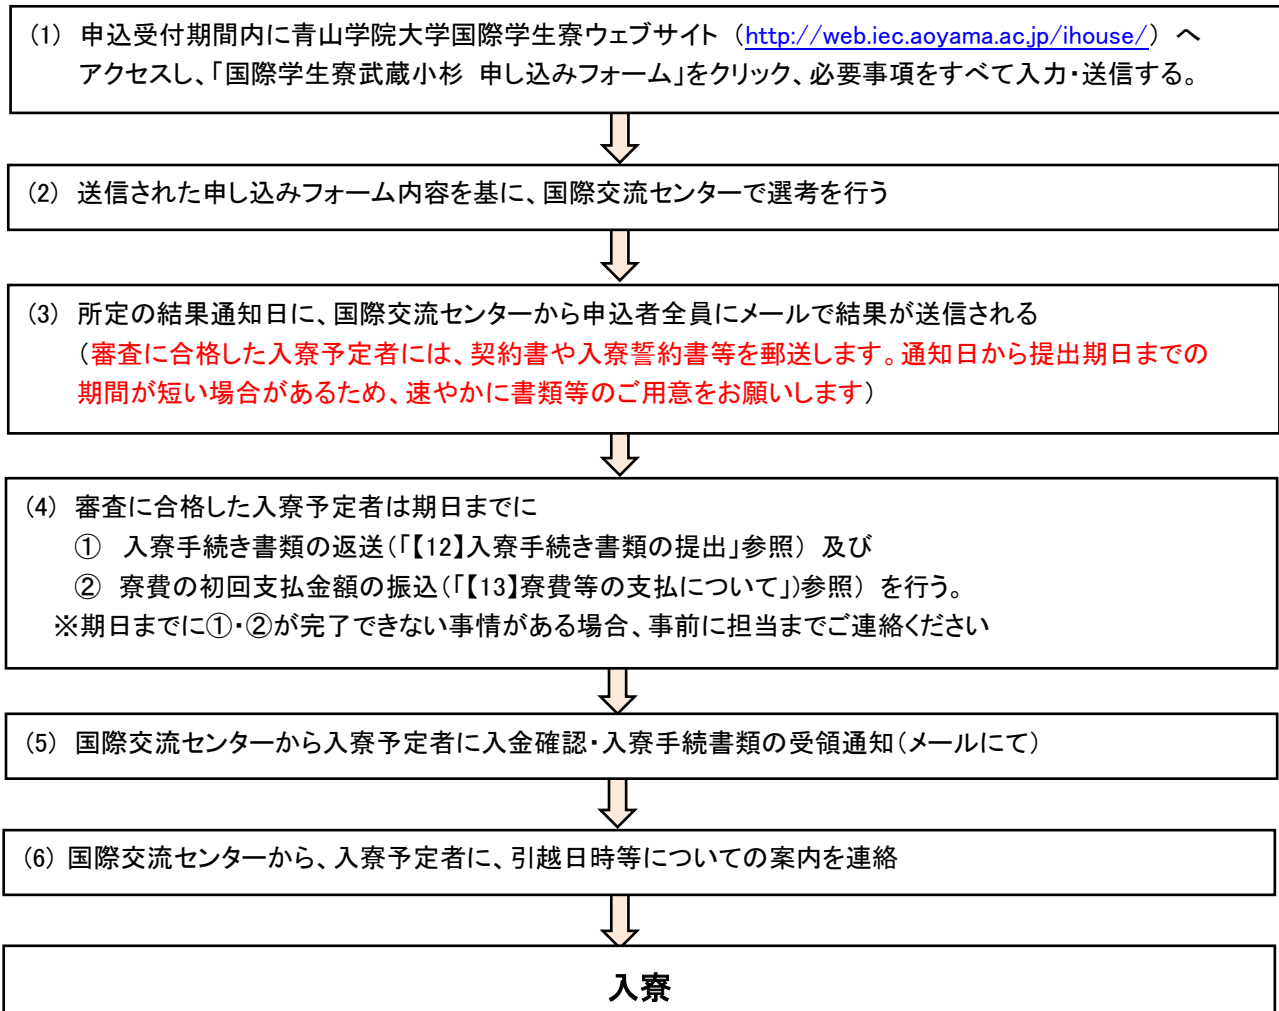 (1) 申込受付期間内に青山学院大学国際学生寮ウェブサイト (http://web.iec.aoyama.ac.jp/ihouse/) へ
アクセスし、「国際学生寮武蔵小杉 申し込みフォーム」をクリック、必要事項をすべて入力・送信する。
(2) 送信された申し込みフォーム内容を基に、国際交流センターで選考を行う
(3) 所定の結果通知日に、国際交流センターから申込者全員にメールで結果が送信される
(審査に合格した入寮予定者には、契約書や入寮誓約書等を郵送します。通知日から提出期日までの
期間が短い場合があるため、速やかに書類等のご用意をお願いします)
(4) 審査に合格した入寮予定者は期日までに
① 入寮手続き書類の返送(「【12】入寮手続き書類の提出」参照) 及び
② 寮費の初回支払金額の振込(「【13】寮費等の支払について」)参照) を行う。
※期日までに①・②が完了できない事情がある場合、事前に担当までご連絡ください
(5) 国際交流センターから入寮予定者に入金確認・入寮手続書類の受領通知(メールにて)
(6) 国際交流センターから、入寮予定者に、引越日時等についての案内を連絡
入寮